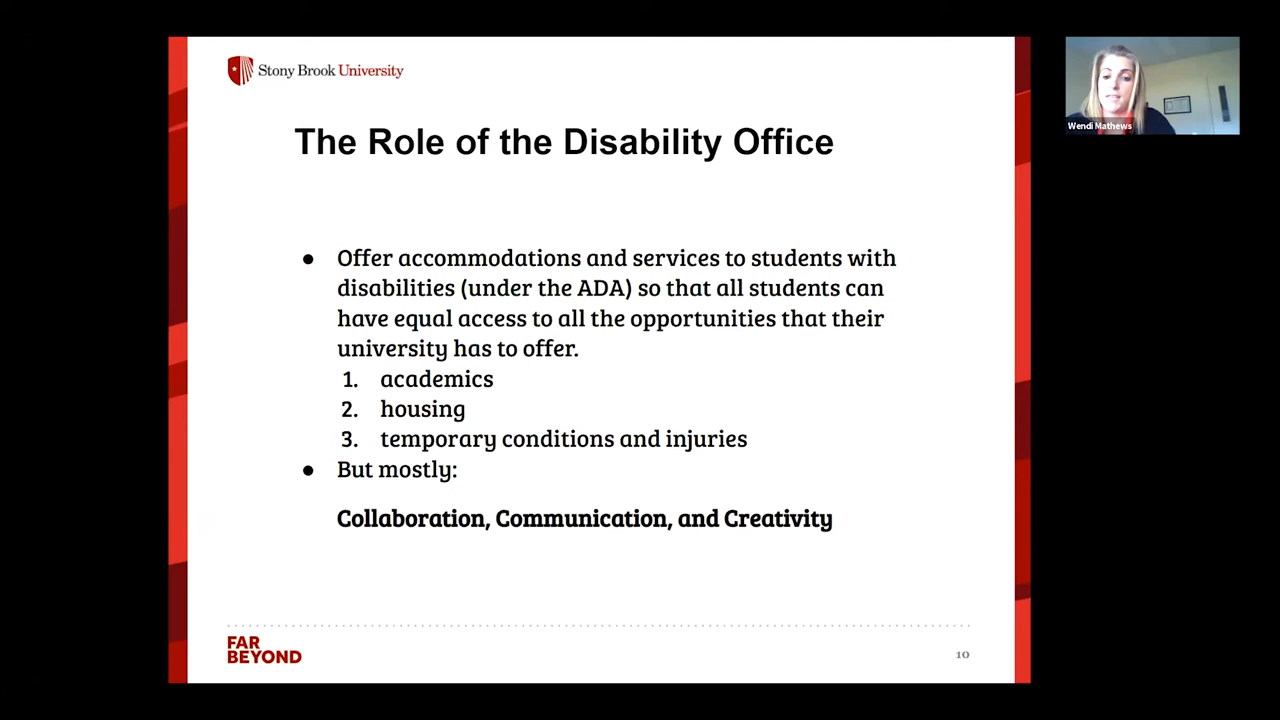 Stony Brook University
Wendi Mathews
The Role of the Disability Office
● Offer accommodations and services to students with
disabilities (under the ADA) so that all students can
have equal access to all the opportunities that their
university has to offer.
1. academics
2. housing
3. temporary conditions and injuries
● But mostly:
Collaboration, Communication, and Creativity
FAR
BEYOND
10